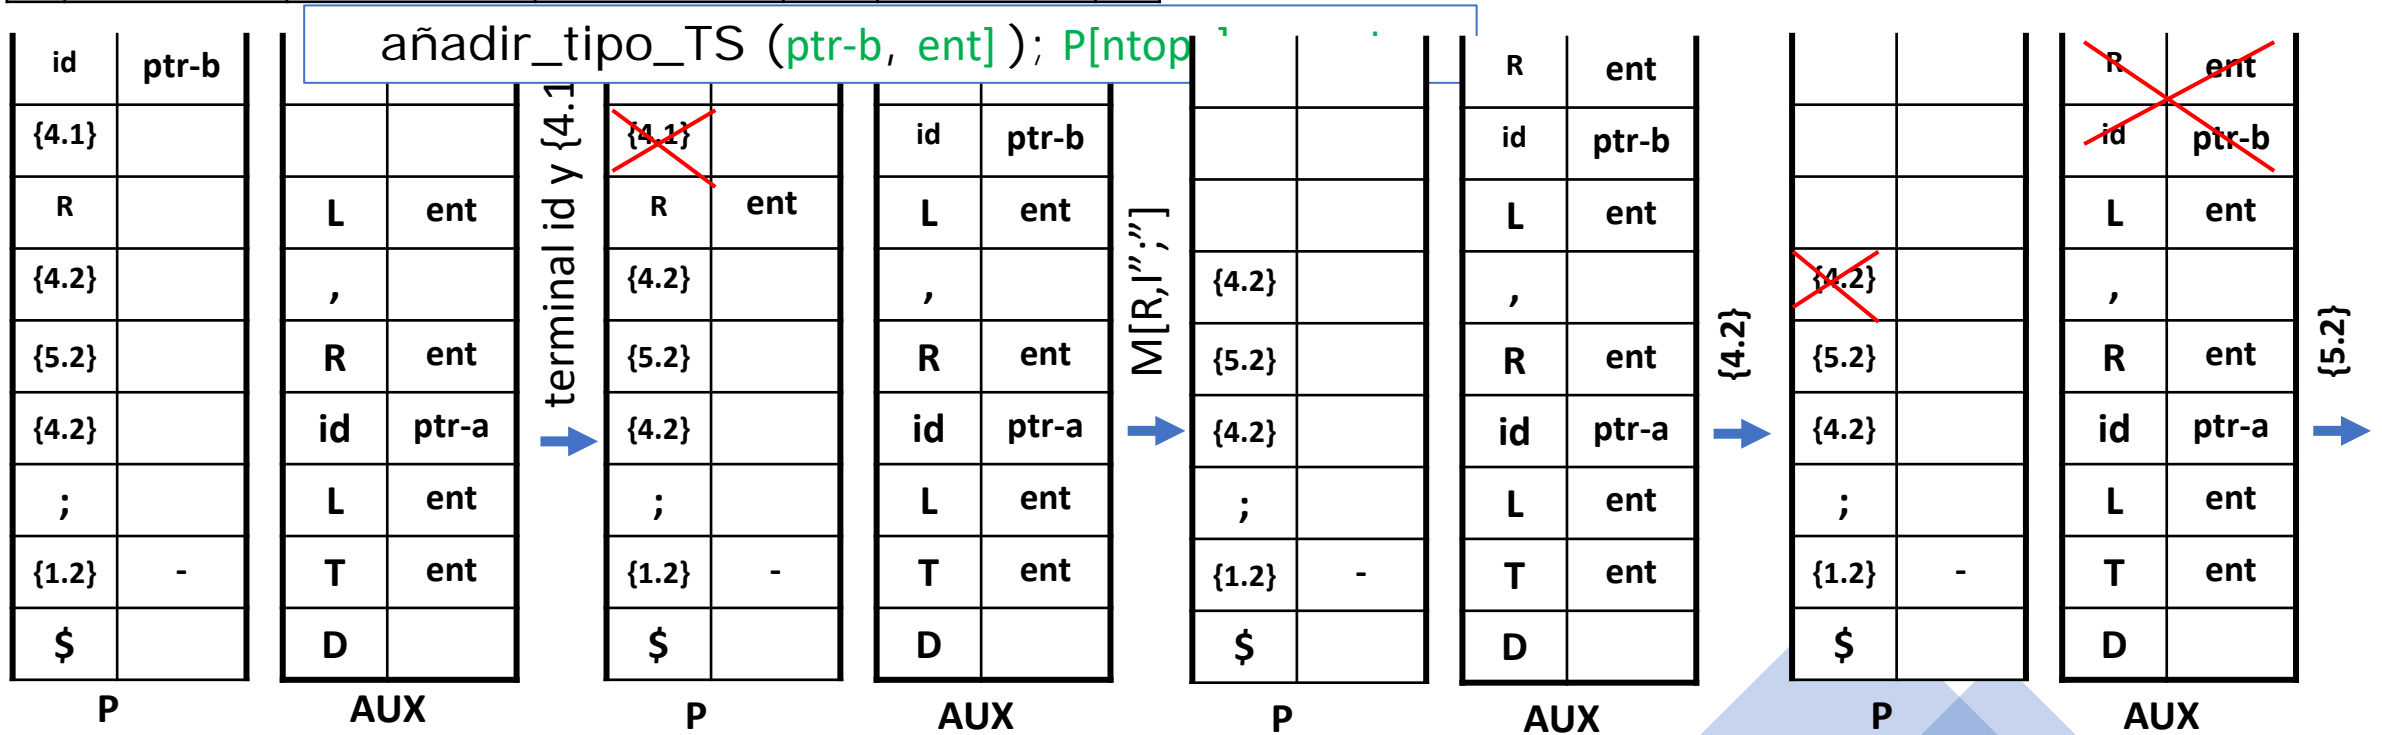 añadir_tipo_TS (ptr-b, ent] ); P[ntop
id ptr-b
{4.1}
R
{4.2}
{5.2}
{4.2}
;
{1.2} -
$
P
L ent
,
R ent
id ptr-a
L ent
T ent
D
AUX
terminal id y {4.1
{4.1}
R ent
{4.2}
{5.2}
{4.2}
;
{1.2} -
$
P
id ptr-b
L ent
,
R ent
id ptr-a
L ent
T ent
D
AUX
M[R,l”;”]
{4.2}
{5.2}
{4.2}
;
{1.2} -
$
P
R ent
id ptr-b
L ent
,
R ent
id ptr-a
L ent
T ent
D
AUX
{4.2}
{4.2}
{5.2}
{4.2}
;
{1.2} -
$
P
R ent
id ptr-b
L ent
,
R ent
id ptr-a
L ent
T ent
D
AUX
{5.2}